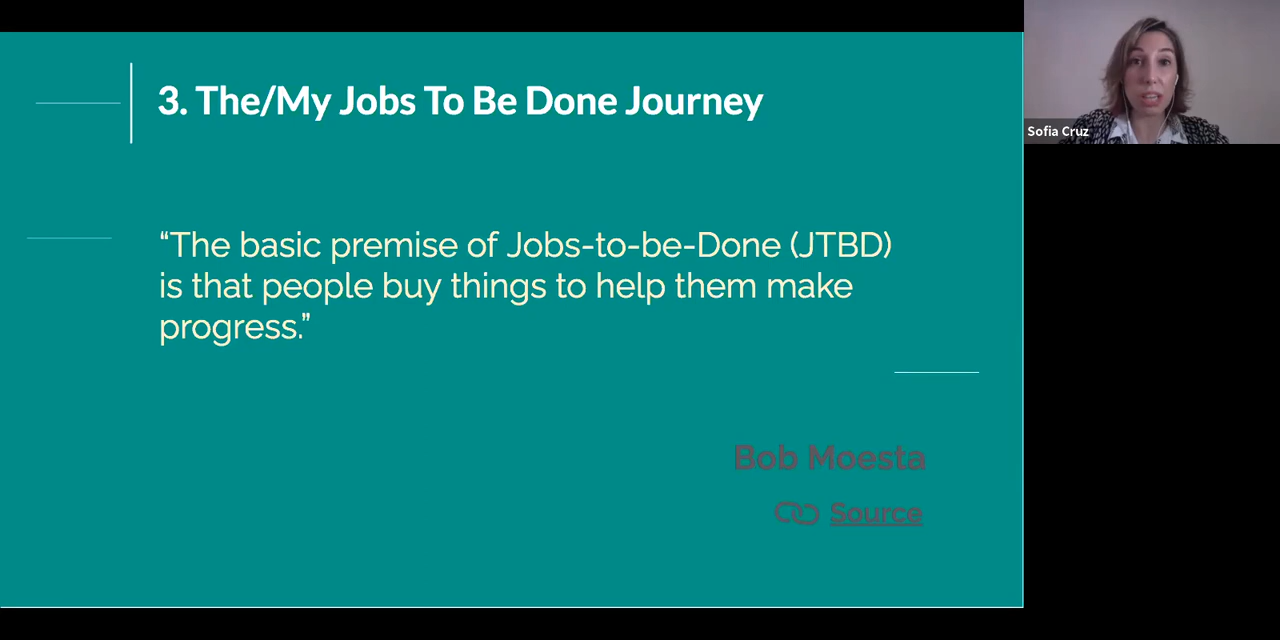 3. The/My Jobs To Be Done Journey
“The basic premise of Jobs-to-be-Done (JTBD)
is that people buy things to help them make
progress.”
Bob Moesta
Source
Sofia Cruz